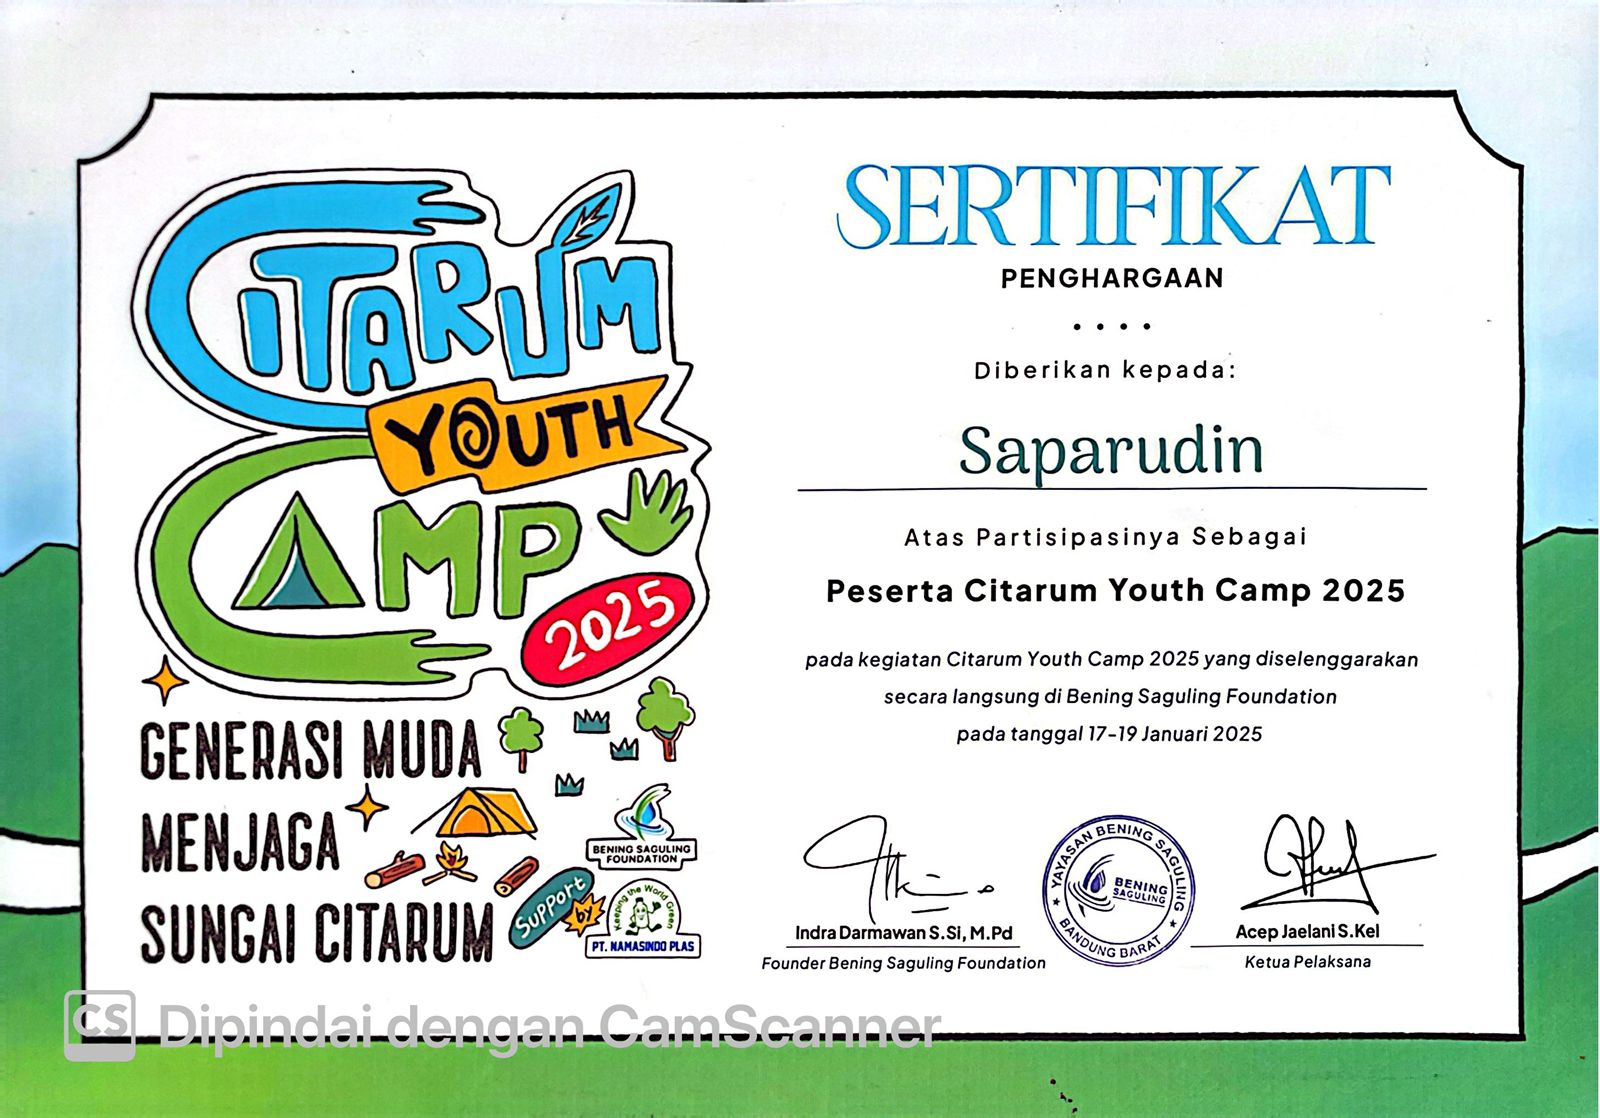 CITARUM
YOUTH
CAMP
2025
GENERASI MUDA
MENJAGA
SUNGAI CITARUM
BENING SAGULING
FOUNDATION
Support
by
Keeping the World Green
PT. NAMASINDO PLAS
SERTIFIKAT
PENGHARGAAN
Diberikan kepada:
Saparudin
Atas Partisipasinya Sebagai
Peserta Citarum Youth Camp 2025
pada kegiatan Citarum Youth Camp 2025 yang diselenggarakan
secara langsung di Bening Saguling Foundation
pada tanggal 17-19 Januari 2025
Indra Darmawan S.Si, M.Pd
Founder Bening Saguling Foundation
YAYASAN BENING SAGULING
BENING
SAGULING
BANDUNG BARAT
Acep Jaelani S.Kel
Ketua Pelaksana
CS Dipindai dengan CamScanner